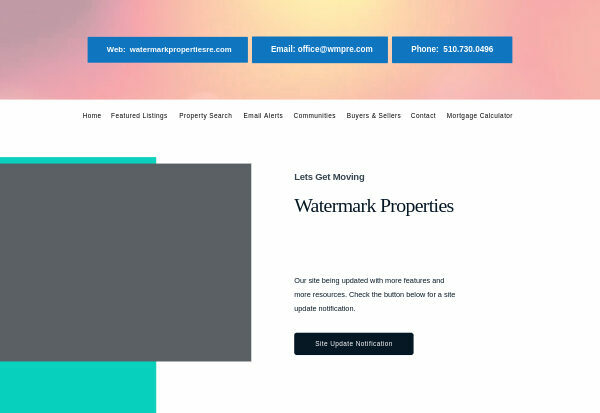 Web: watermarkpropertiesre.com
Email: office@wmpre.com
Phone: 510.730.0496
Home Featured Listings Property Search Email Alerts Communities Buyers & Sellers Contact Mortgage Calculator
Lets Get Moving
Watermark Properties
Our site being updated with more features and
more resources. Check the button below for a site
update notification.
Site Update Notification